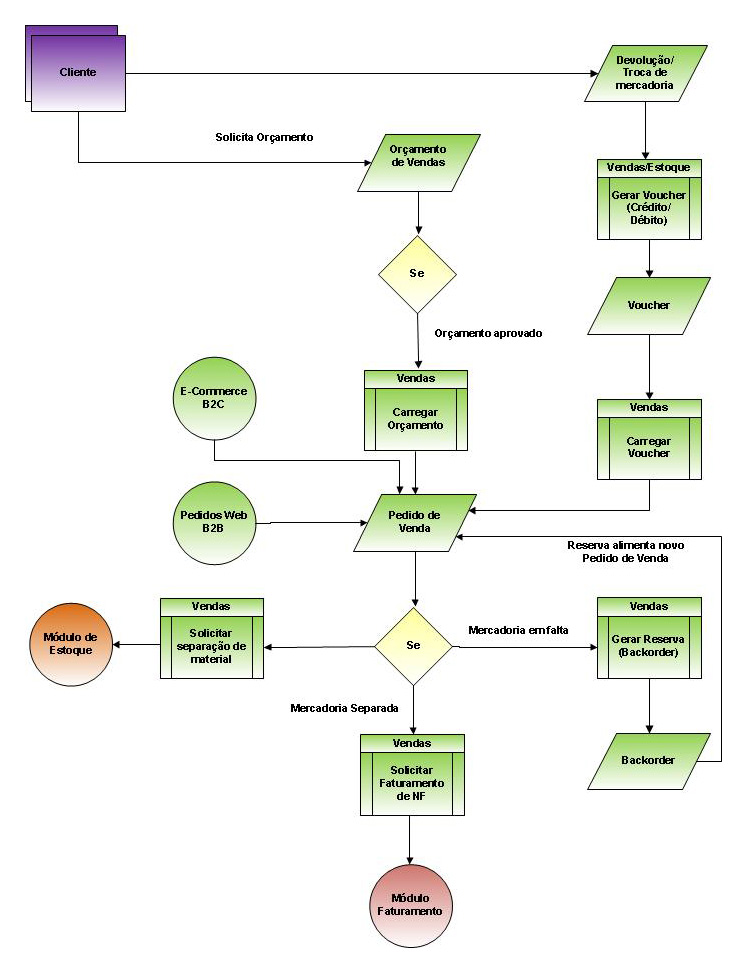 Cliente
Devolução/
Troca de
mercadoria
Solicita Orçamento
Orçamento
de Vendas
Vendas/Estoque
Gerar Voucher
(Crédito/
Débito)
Se
Voucher
Orçamento aprovado
E-Commerce
B2C
Vendas
Carregar
Orçamento
Vendas
Carregar
Voucher
Pedidos Web
B2B
Pedido de
Venda
Reserva alimenta novo
Pedido de Venda
Módulo de
Estoque
Vendas
Solicitar
separação de
material
Se
Mercadoria em falta
Vendas
Gerar Reserva
(Backorder)
Mercadoria Separada
Vendas
Solicitar
Faturamento
de NF
Backorder
Módulo
Faturamento